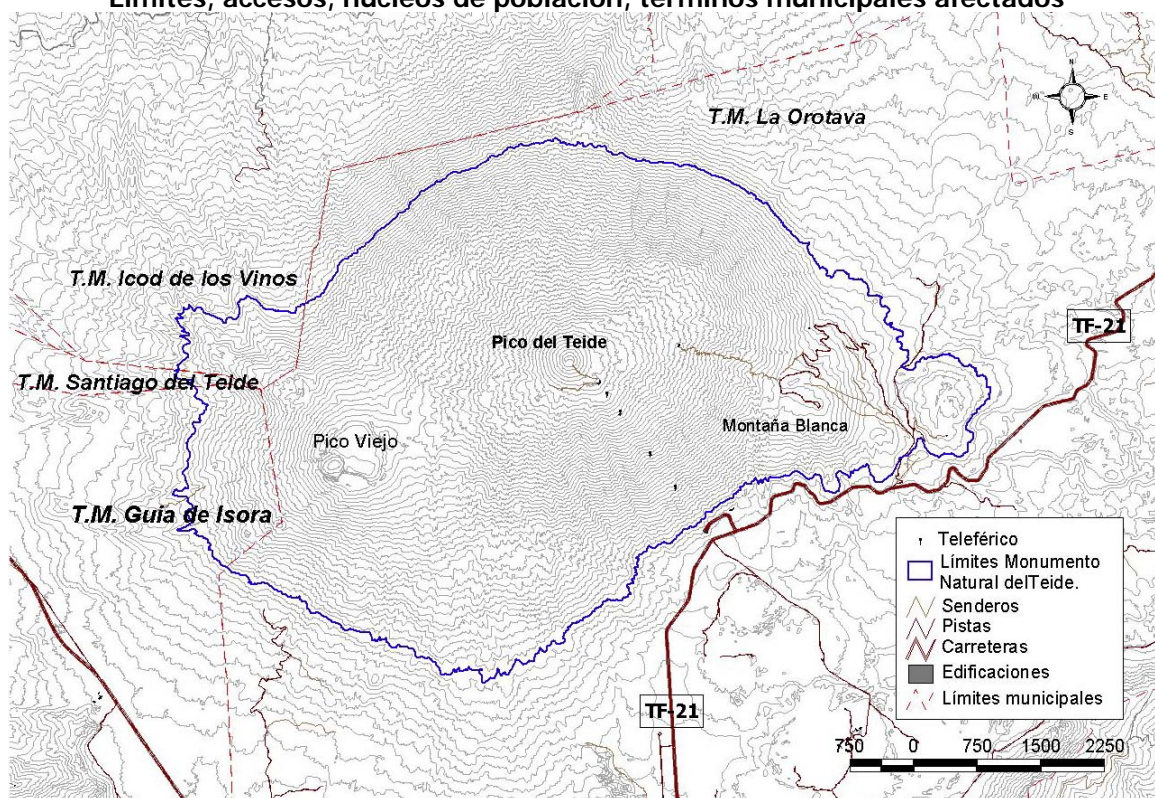 Límites, accesos, núcleos de población, términos municipales afectados
N
W E
S
T.M. La Orotava
T.M. Icod de los Vinos
TF-21
Pico del Teide
T.M. Santiago del Teide
Montaña Blanca
Pico Viejo
T.M. Guía de Isora
Teleférico
Límites Monumento
Natural delTeide.
Senderos
Pistas
Carreteras
Edificaciones
Límites municipales
TF-21
750 0 750 1500 2250